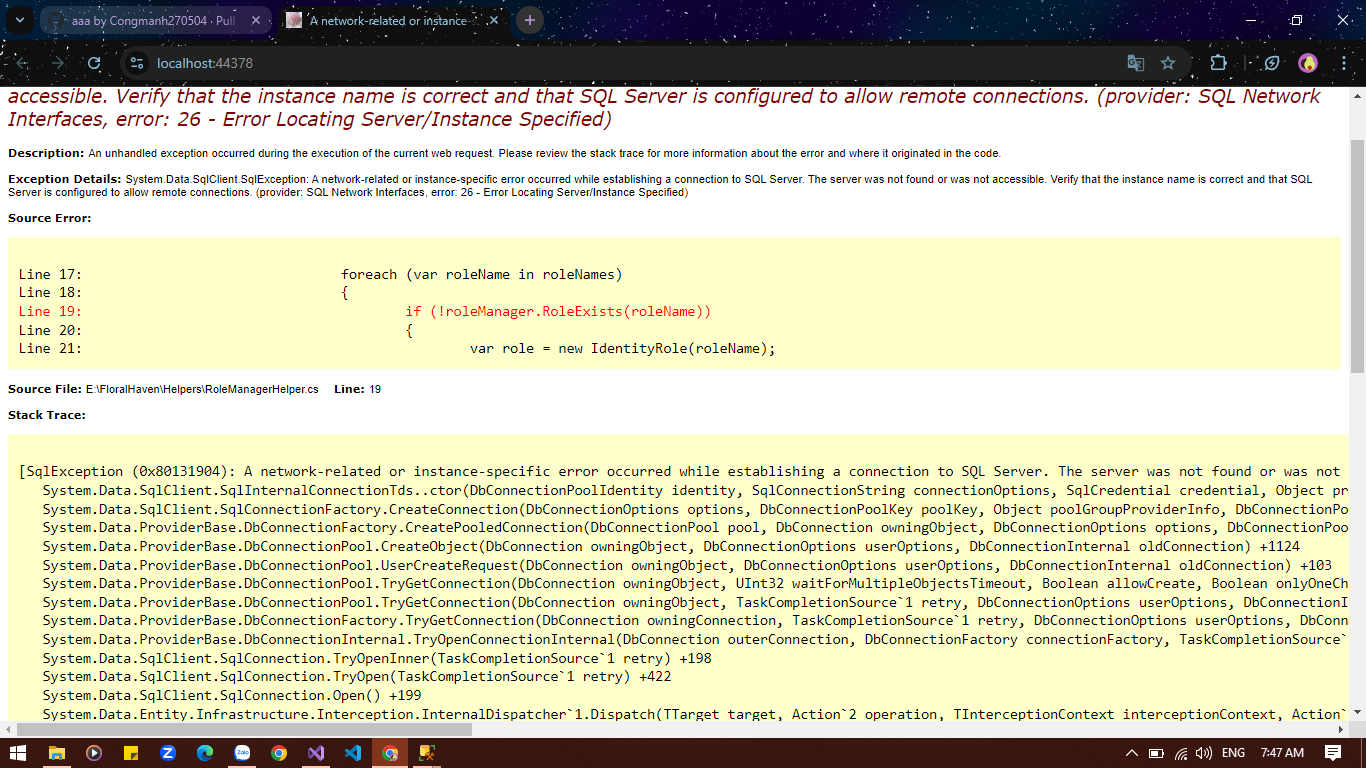 aaa by Congmanh270504 · Pull
A network-related or instance-s
localhost:44378
accessible. Verify that the instance name is correct and that SQL Server is configured to allow remote connections. (provider: SQL Network
Interfaces, error: 26 - Error Locating Server/Instance Specified)
Description: An unhandled exception occurred during the execution of the current web request. Please review the stack trace for more information about the error and where it originated in the code.
Exception Details: System.Data.SqlClient.SqlException: A network-related or instance-specific error occurred while establishing a connection to SQL Server. The server was not found or was not accessible. Verify that the instance name is correct and that SQL
Server is configured to allow remote connections. (provider: SQL Network Interfaces, error: 26 - Error Locating Server/Instance Specified)
Source Error:
Line 17: foreach (var roleName in roleNames)
Line 18: {
Line 19: if (!roleManager.RoleExists(roleName))
Line 20: {
Line 21: var role = new IdentityRole(roleName);
Source File: E:\FloralHaven\Helpers\RoleManagerHelper.cs Line: 19
Stack Trace:
[SqlException (0x80131904): A network-related or instance-specific error occurred while establishing a connection to SQL Server. The server was not found or was not
System.Data.SqlClient.SqlInternalConnectionTds..ctor(DbConnectionPoolIdentity identity, SqlConnectionString connectionOptions, SqlCredential credential, Object pr
System.Data.SqlClient.SqlConnectionFactory.CreateConnection(DbConnectionOptions options, DbConnectionPoolKey poolKey, Object poolGroupProviderInfo, DbConnectionPo
System.Data.ProviderBase.DbConnectionFactory.CreatePooledConnection(DbConnectionPool pool, DbConnection owningObject, DbConnectionOptions options, DbConnectionPoo
System.Data.ProviderBase.DbConnectionPool.CreateObject(DbConnection owningObject, DbConnectionOptions userOptions, DbConnectionInternal oldConnection) +1124
System.Data.ProviderBase.DbConnectionPool.UserCreateRequest(DbConnection owningObject, DbConnectionOptions userOptions, DbConnectionInternal oldConnection) +103
System.Data.ProviderBase.DbConnectionPool.TryGetConnection(DbConnection owningObject, UInt32 waitForMultipleObjectsTimeout, Boolean allowCreate, Boolean onlyOneCh
System.Data.ProviderBase.DbConnectionPool.TryGetConnection(DbConnection owningObject, TaskCompletionSource`1 retry, DbConnectionOptions userOptions, DbConnectionI
System.Data.ProviderBase.DbConnectionFactory.TryGetConnection(DbConnection owningConnection, TaskCompletionSource`1 retry, DbConnectionOptions userOptions, DbConn
System.Data.ProviderBase.DbConnectionInternal.TryOpenConnectionInternal(DbConnection outerConnection, DbConnectionFactory connectionFactory, TaskCompletionSource`
System.Data.SqlClient.SqlConnection.TryOpenInner(TaskCompletionSource`1 retry) +198
System.Data.SqlClient.SqlConnection.TryOpen(TaskCompletionSource`1 retry) +422
System.Data.SqlClient.SqlConnection.Open() +199
System.Data.Entity.Infrastructure.Interception.InternalDispatcher`1.Dispatch(TTarget target, Action`2 operation, TInterceptionContext interceptionContext, Action`
Zalo
ENG
7:47 AM